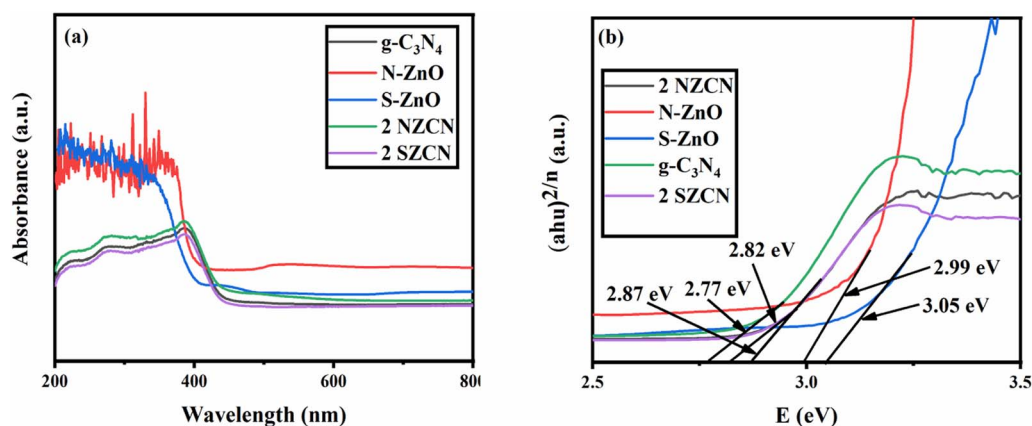 (a)
g-C₃N₄
N-ZnO
S-ZnO
2 NZCN
2 SZCN
Absorbance (a.u.)
200
400
600
80
Wavelength (nm)
(b)
2 NZCN
N-ZnO
S-ZnO
g-C₃N₄
2 SZCN
(ahυ)²/ⁿ (a.u.)
2.82 eV
2.77 eV
2.87 eV
2.99 eV
3.05 eV
2.5
3.0
3.5
E (eV)